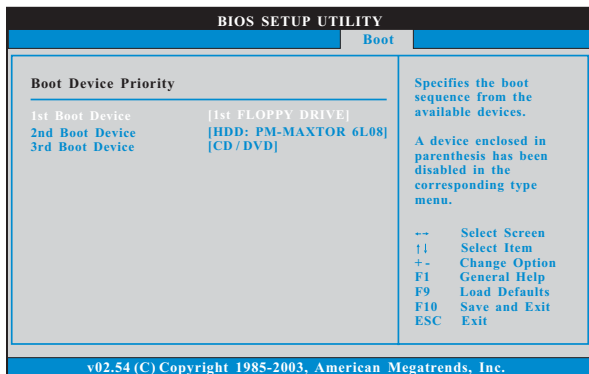 BIOS SETUP UTILITY
Boot
Boot Device Priority
1st Boot Device [1st FLOPPY DRIVE]
2nd Boot Device [HDD: PM-MAXTOR 6L08]
3rd Boot Device [CD / DVD]
Specifies the boot
sequence from the
available devices.
A device enclosed in
parenthesis has been
disabled in the
corresponding type
menu.
←→ Select Screen
↑↓ Select Item
+ - Change Option
F1 General Help
F9 Load Defaults
F10 Save and Exit
ESC Exit
v02.54 (C) Copyright 1985-2003, American Megatrends, Inc.